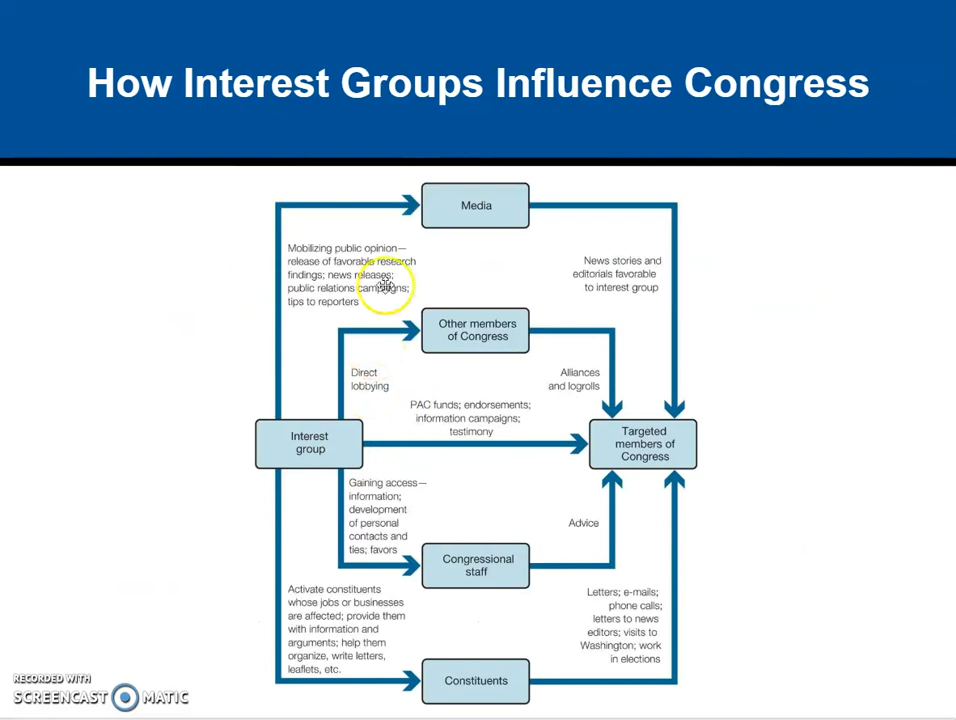 How Interest Groups Influence Congress
Media
Mobilizing public opinion—
release of favorable research
findings; news releases;
public relations campaigns;
tips to reporters
News stories and
editorials favorable
to interest group
Other members
of Congress
Direct
lobbying
Alliances
and logrolls
PAC funds; endorsements;
information campaigns;
testimony
Interest
group
Targeted
members of
Congress
Gaining access—
information;
development
of personal
contacts and
ties; favors
Advice
Congressional
staff
Activate constituents
whose jobs or businesses
are affected; provide them
with information and
arguments; help them
organize, write letters,
leaflets, etc.
Letters; e-mails;
phone calls;
letters to news
editors; visits to
Washington; work
in elections
Constituents
RECORDED WITH
SCREENCAST MATIC